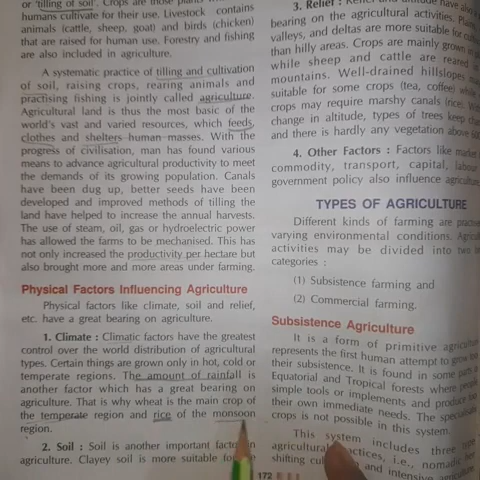 or 'tilling of soil'. Crops are those plants
humans cultivate for their use. Livestock contains
animals (cattle, sheep, goat) and birds (chicken)
that are raised for human use. Forestry and fishing
are also included in agriculture.
A systematic practice of tilling and cultivation
of soil, raising crops, rearing animals and
practising fishing is jointly called agriculture.
Agricultural land is thus the most basic of the
world's vast and varied resources, which feeds,
clothes and shelters human masses. With the
progress of civilisation, man has found various
means to advance agricultural productivity to meet
the demands of its growing population. Canals
have been dug up, better seeds have been
developed and improved methods of tilling the
land have helped to increase the annual harvests.
The use of steam, oil, gas or hydroelectric power
has allowed the farms to be mechanised. This has
not only increased the productivity per hectare but
also brought more and more areas under farming.
Physical Factors Influencing Agriculture
Physical factors like climate, soil and relief,
etc. have a great bearing on agriculture.
1. Climate : Climatic factors have the greatest
control over the world distribution of agricultural
types. Certain things are grown only in hot, cold or
temperate regions. The amount of rainfall is
another factor which has a great bearing on
agriculture. That is why wheat is the main crop of
the temperate region and rice of the monsoon
region.
2. Soil : Soil is another important factor in
agriculture. Clayey soil is more suitable for
3. Relief : Relief and altitude have also a
bearing on the agricultural activities.
valleys, and deltas are more suitable for
than hilly areas. Crops are mainly grown in
while sheep and cattle are reared
mountains. Well-drained hillslopes
suitable for some crops (tea, coffee) while
crops may require marshy canals (rice).
change in altitude, types of trees keep
and there is hardly any vegetation above
4. Other Factors : Factors like market
commodity, transport, capital, labour
government policy also influence agriculture.
TYPES OF AGRICULTURE
Different kinds of farming are
varying environmental conditions.
activities may be divided into two
categories :
(1) Subsistence farming and
(2) Commercial farming.
Subsistence Agriculture
It is a form of primitive agriculture
represents the first human attempt to grow
their subsistence. It is found in some parts
Equatorial and Tropical forests where people
simple tools or implements and produce
their own immediate needs. The
crops is not possible in this system.
This system includes three
agricultural practices, i.e., nomadic
shifting and intensive agriculture
172